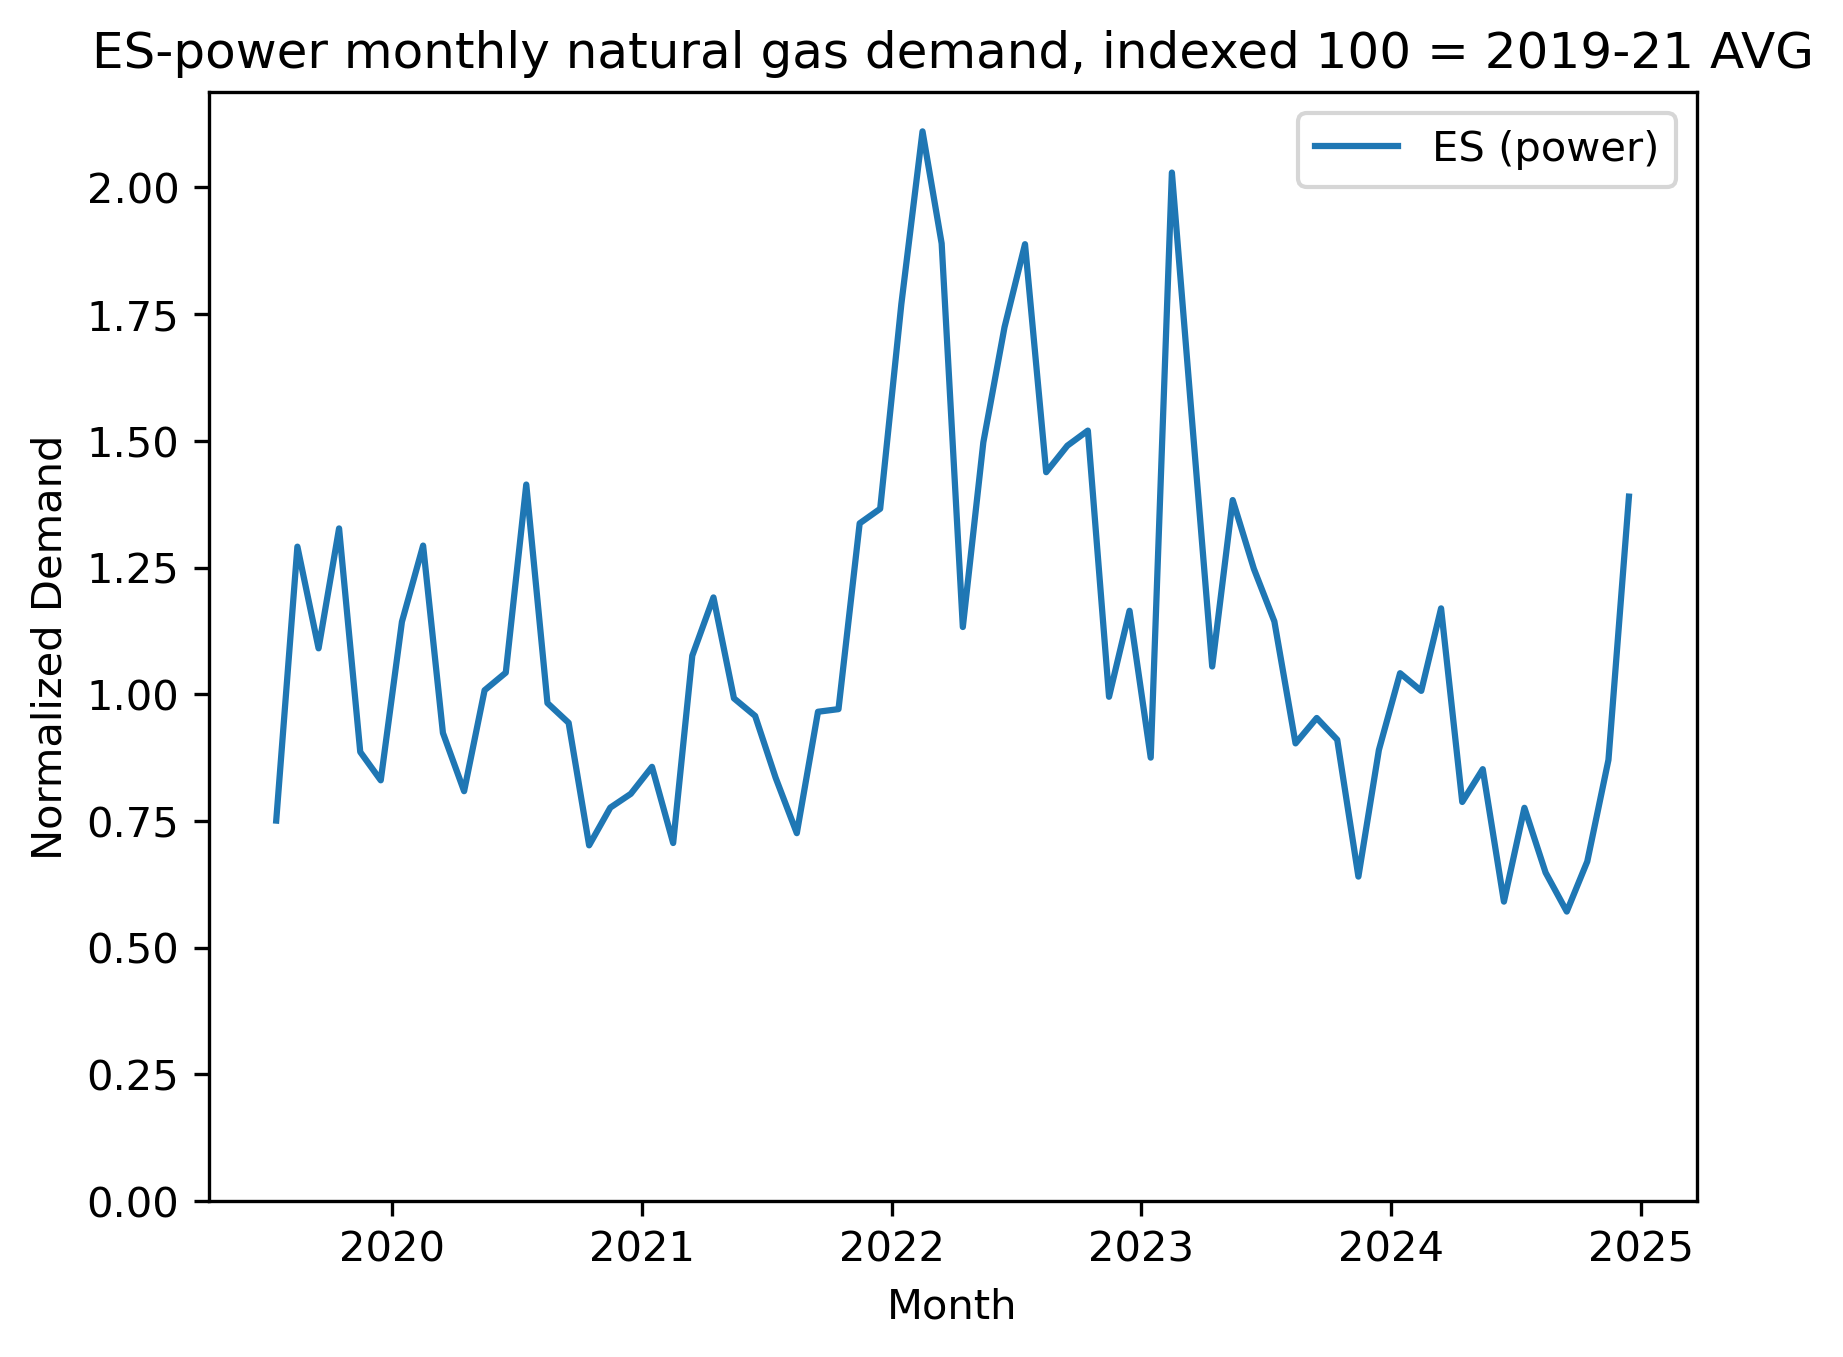 ES-power monthly natural gas demand, indexed 100 = 2019-21 AVG
ES (power)
Normalized Demand
2.00
1.75
1.50
1.25
1.00
0.75
0.50
0.25
0.00
2020 2021 2022 2023 2024 2025
Month